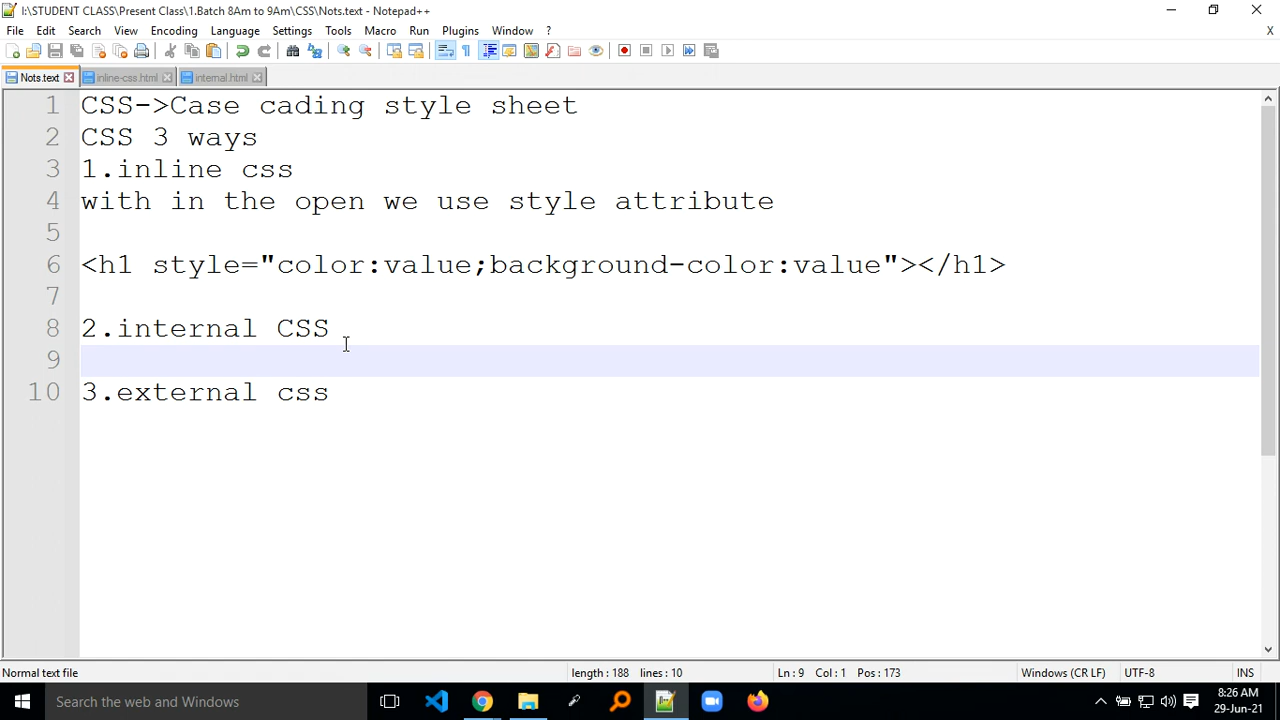 I:\STUDENT CLASS\Present Class\1.Batch 8Am to 9Am\CSS\Nots.text - Notepad++
File Edit Search View Encoding Language Settings Tools Macro Run Plugins Window ? X
Nots.text inline-css.html internal.html
1 CSS->Case cading style sheet
2 CSS 3 ways
3 1.inline css
4 with in the open we use style attribute
5
6 <h1 style="color:value;background-color:value"></h1>
7
8 2.internal CSS
9
10 3.external css
Normal text file length : 188 lines : 10 Ln : 9 Col : 1 Pos : 173 Windows (CR LF) UTF-8 INS
Search the web and Windows
8:26 AM
29-Jun-21